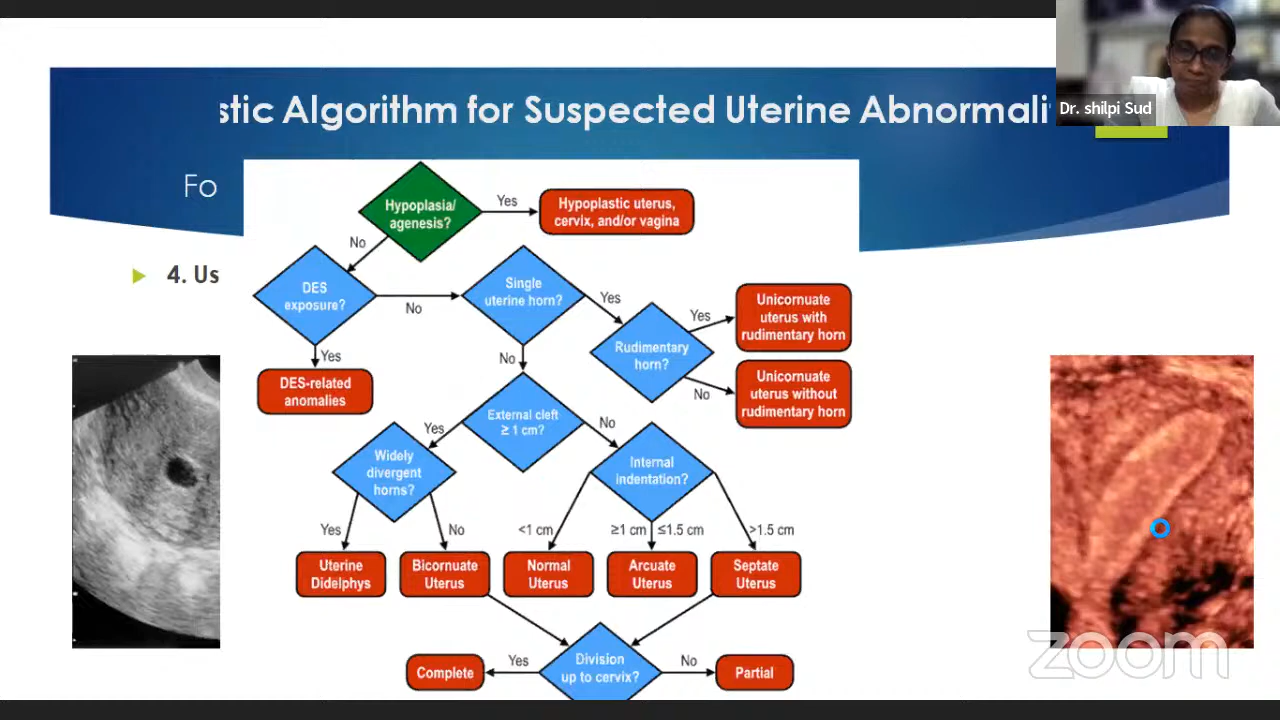 stic Algorithm for Suspected Uterine Abnormali
Dr. shilpi Sud
Fo
4. Us
Hypoplasia/
agenesis?
Yes
Hypoplastic uterus,
cervix, and/or vagina
No
DES
exposure?
No
Single
uterine horn?
Yes
Yes
DES-related
anomalies
No
Rudimentary
horn?
Yes
Unicornuate
uterus with
rudimentary horn
No
Unicornuate
uterus without
rudimentary horn
External cleft
≥ 1 cm?
Yes
No
Widely
divergent
horns?
Internal
indentation?
Yes
No
<1 cm
≥1 cm
≤1.5 cm
>1.5 cm
Uterine
Didelphys
Bicornuate
Uterus
Normal
Uterus
Arcuate
Uterus
Septate
Uterus
Division
up to cervix?
Yes
Complete
No
Partial
zoom